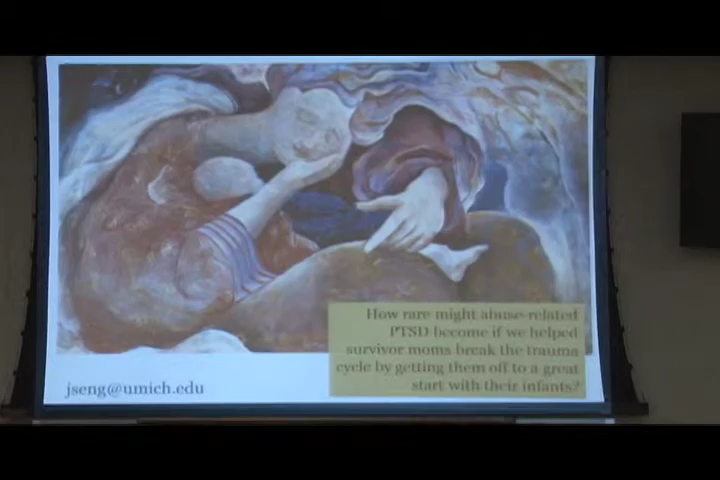 How rare might abuse-related
PTSD become if we helped
survivor moms break the trauma
cycle by getting them off to a great
start with their infants?
jseng@umich.edu